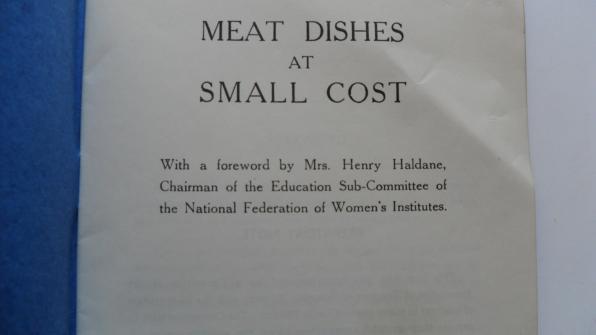 MEAT DISHES
AT
SMALL COST
With a foreword by Mrs. Henry Haldane,
Chairman of the Education Sub-Committee of
the National Federation of Women's Institutes.